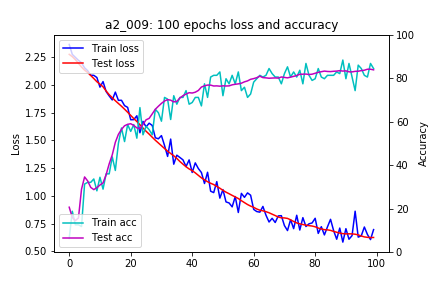 a2_009: 100 epochs loss and accuracy
Train loss
Test loss
Train acc
Test acc
Loss
Accuracy
2.25
2.00
1.75
1.50
1.25
1.00
0.75
0.50
100
80
60
40
20
0
0 20 40 60 80 100